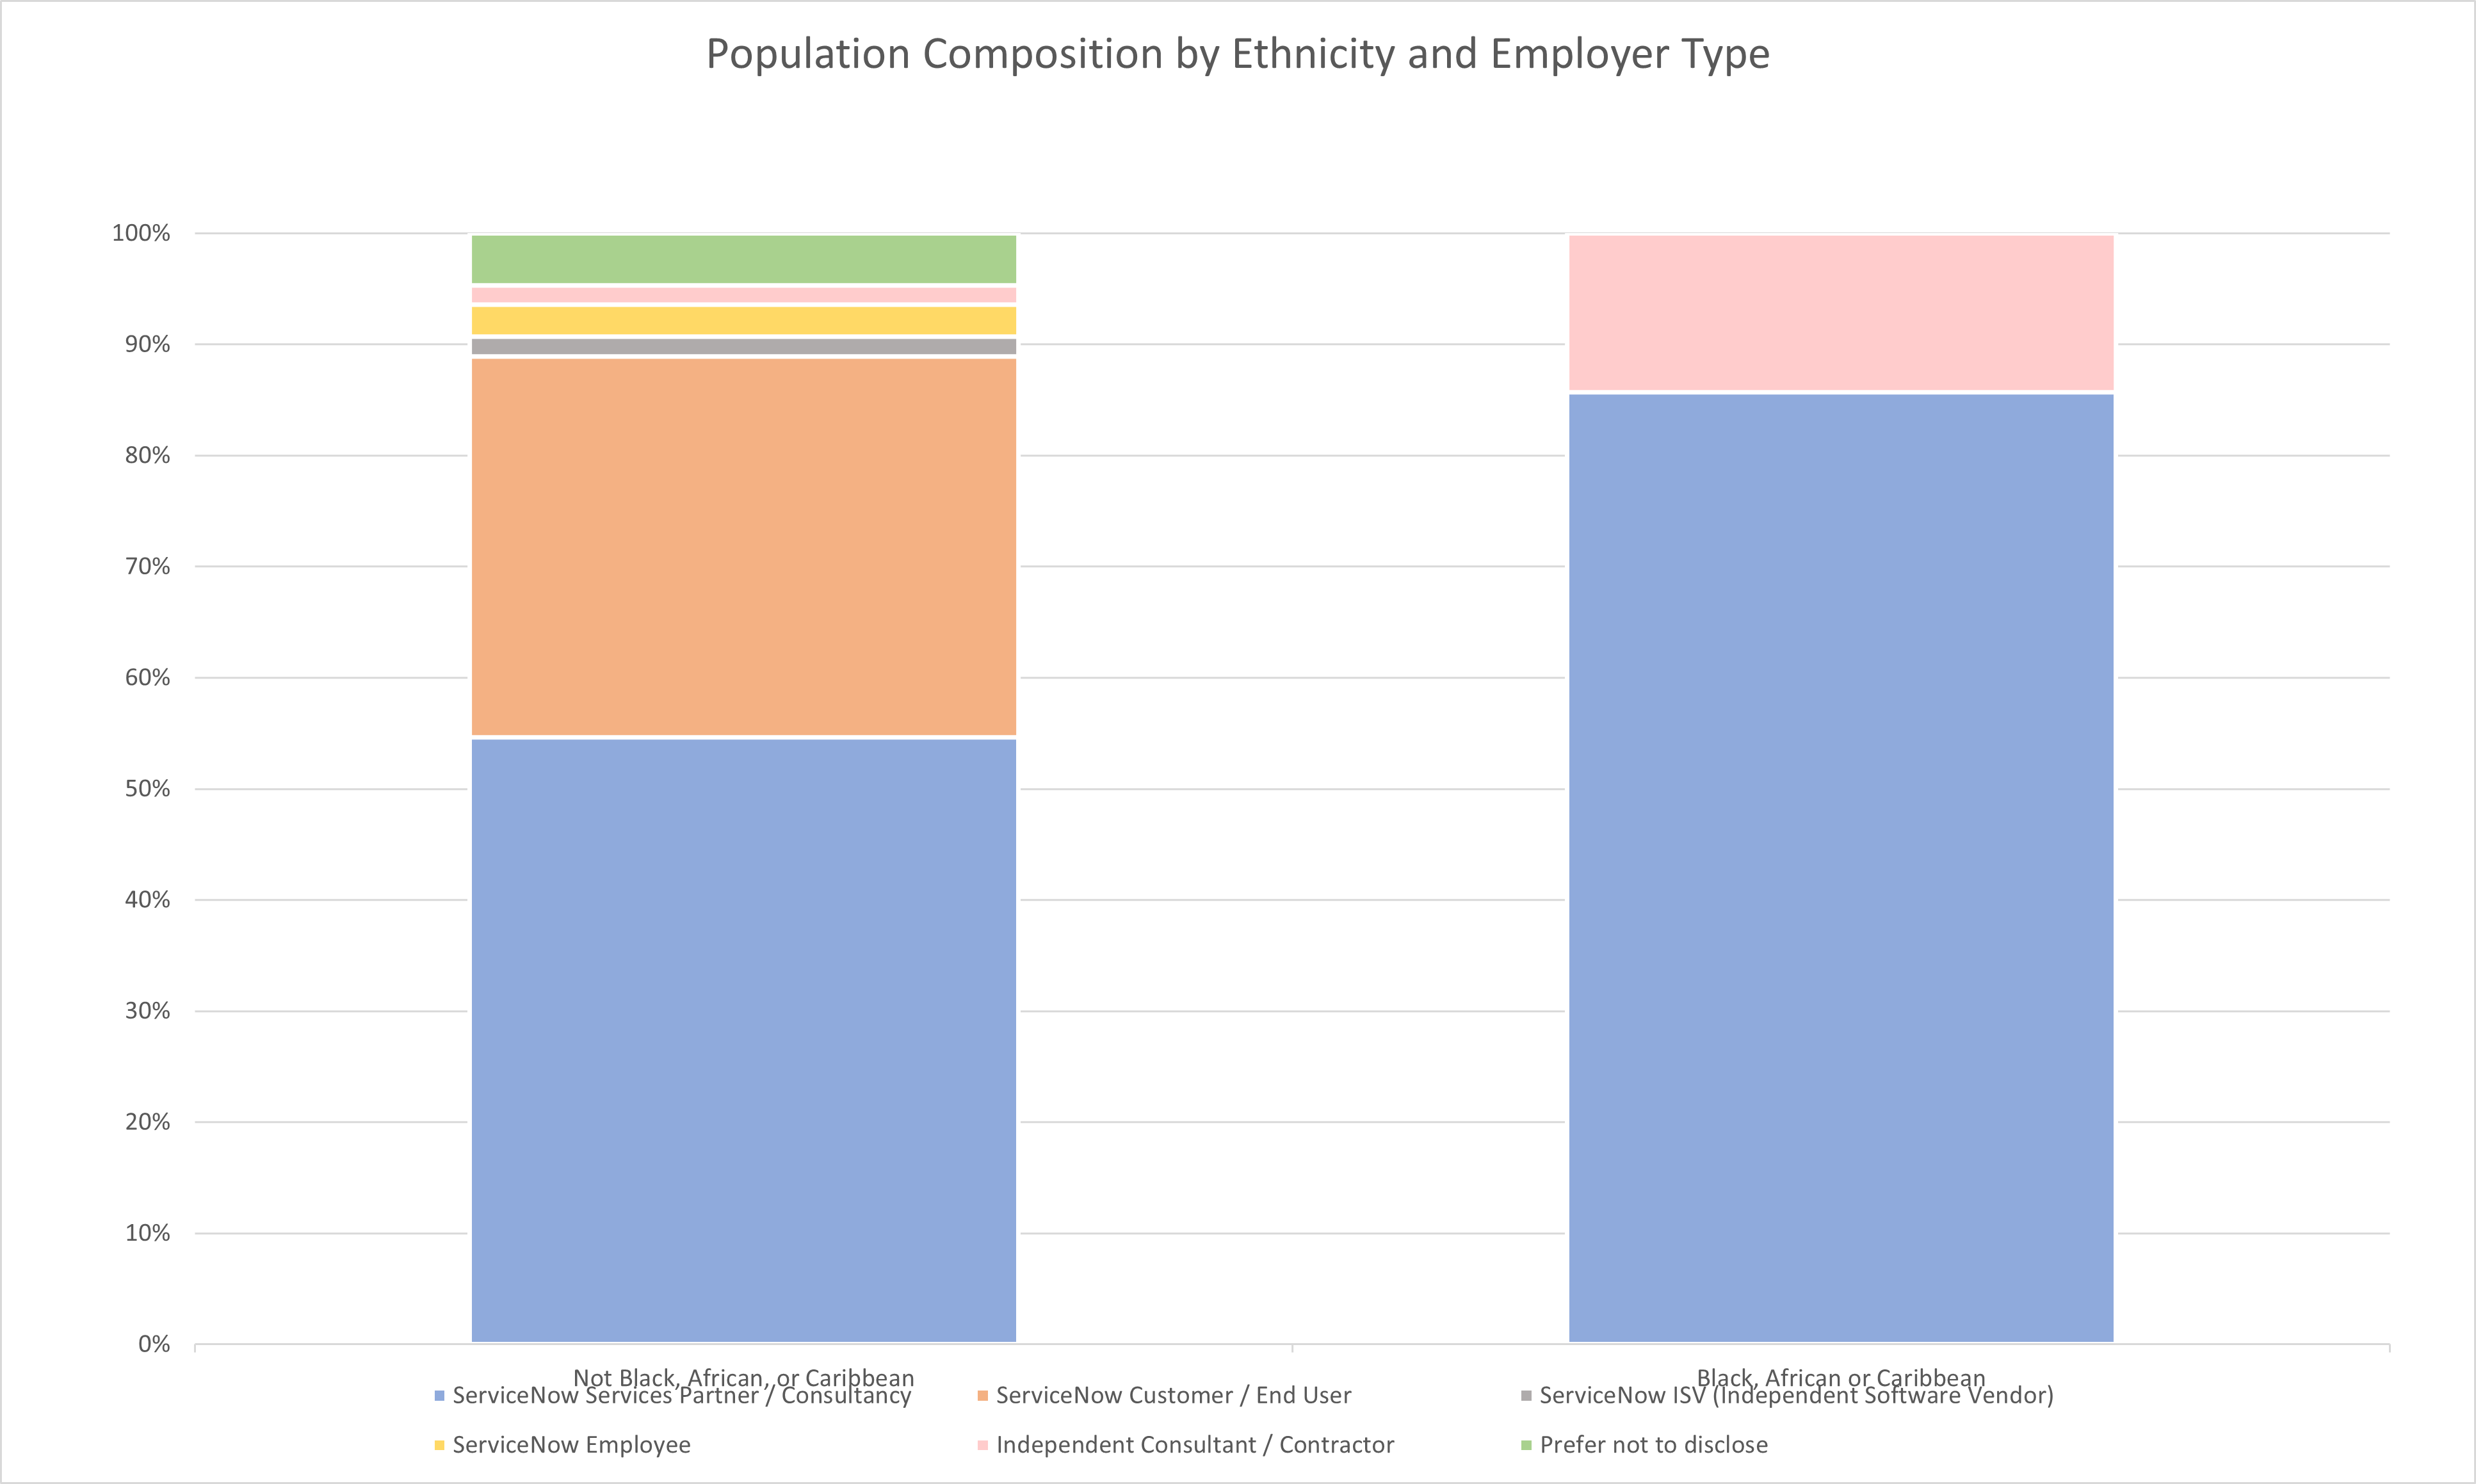 Population Composition by Ethnicity and Employer Type
100%
90%
80%
70%
60%
50%
40%
30%
20%
10%
0%
Not Black, African, or Caribbean
Black, African or Caribbean
ServiceNow Services Partner / Consultancy
ServiceNow Customer / End User
ServiceNow ISV (Independent Software Vendor)
ServiceNow Employee
Independent Consultant / Contractor
Prefer not to disclose